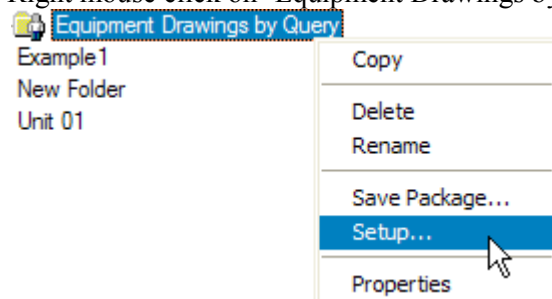 Right mouse click on "Equipment Drawings by
Equipment Drawings by Query
Example1
New Folder
Unit 01
Copy
Delete
Rename
Save Package...
Setup...
Properties